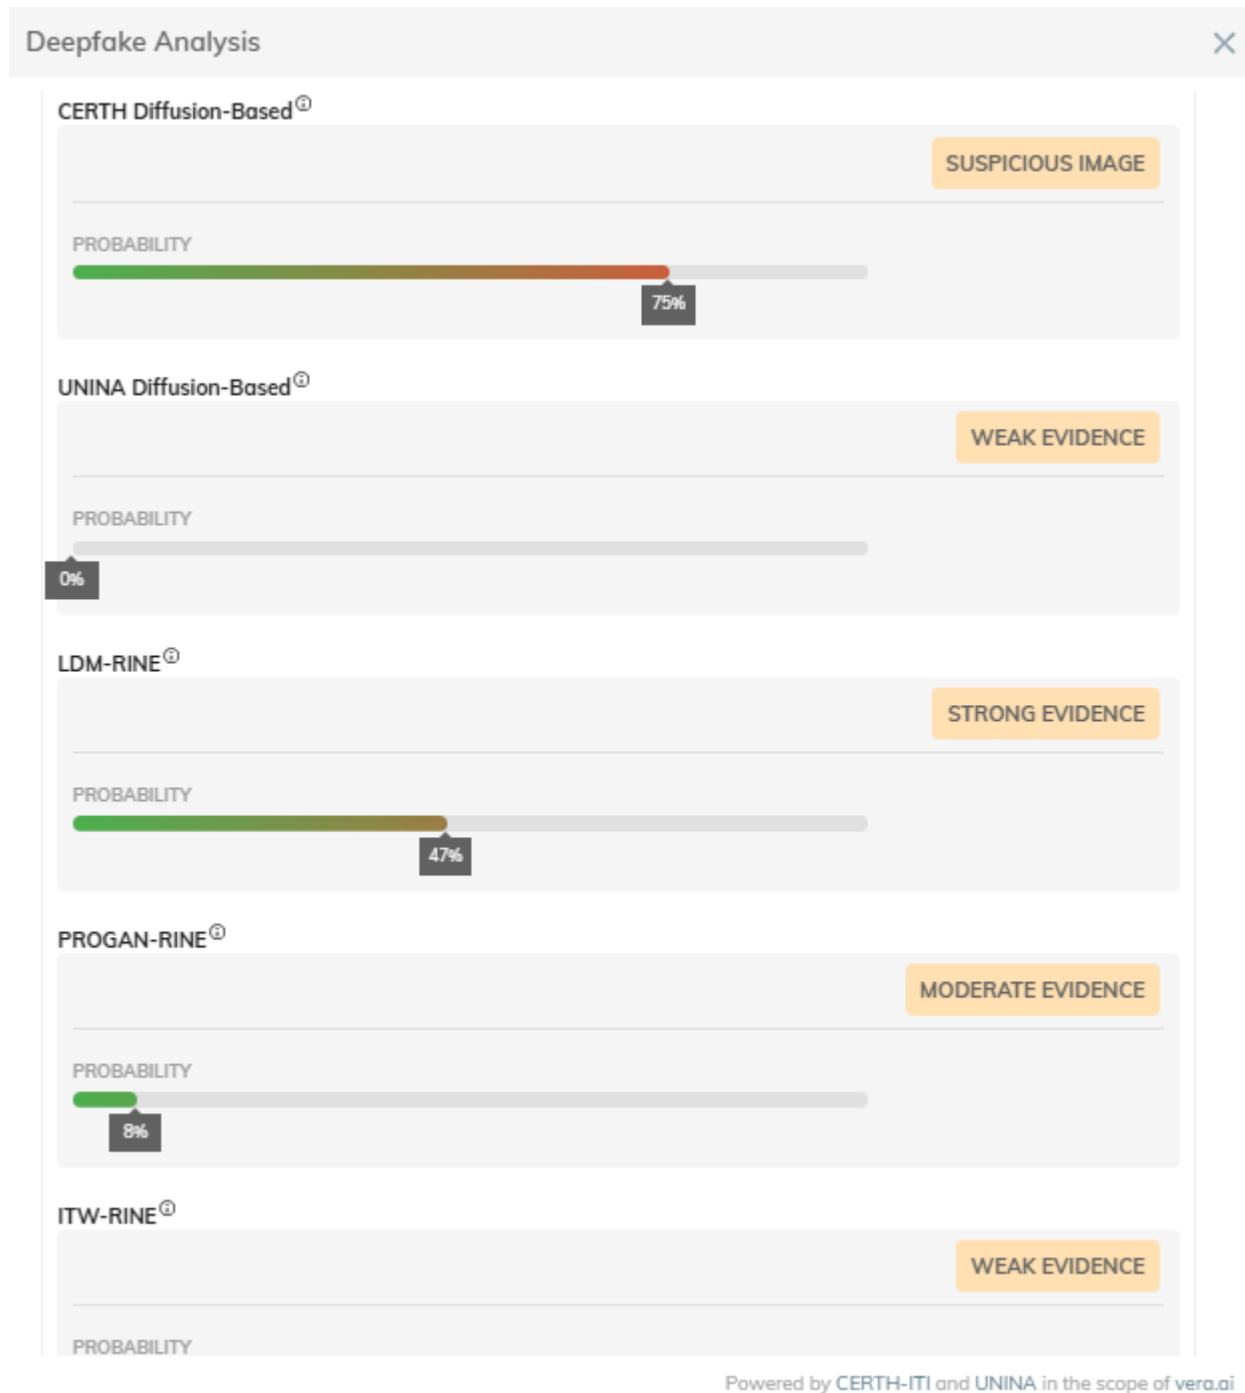 Deepfake Analysis
CERTH Diffusion-Based
SUSPICIOUS IMAGE
PROBABILITY
75%
UNINA Diffusion-Based
WEAK EVIDENCE
PROBABILITY
0%
LDM-RINE
STRONG EVIDENCE
PROBABILITY
47%
PROGAN-RINE
MODERATE EVIDENCE
PROBABILITY
8%
ITW-RINE
WEAK EVIDENCE
PROBABILITY
Powered by CERTH-ITI and UNINA in the scope of vera.ai